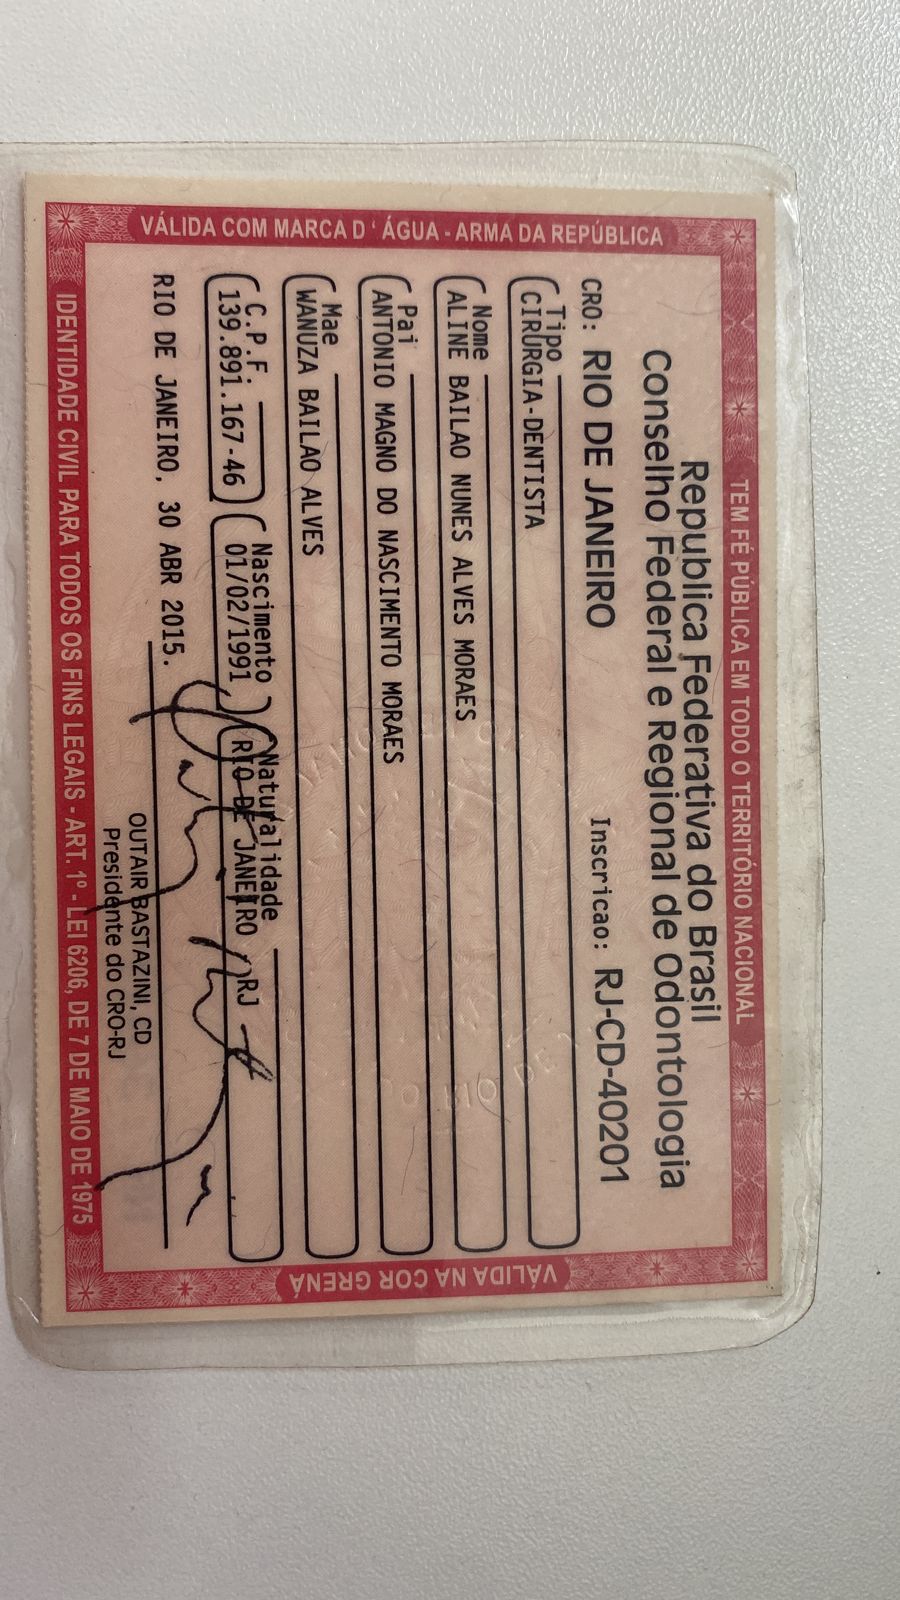 TEM FÉ PÚBLICA EM TODO O TERRITÓRIO NACIONAL
VÁLIDA COM MARCA D ' ÁGUA - ARMA DA REPÚBLICA
VÁLIDA NA COR GRENÁ
Republica Federativa do Brasil
Conselho Federal e Regional de Odontologia
CRO: RIO DE JANEIRO Inscricao: RJ-CD-40201
Tipo
CIRURGIA-DENTISTA
Nome
ALINE BAILAO NUNES ALVES MORAES
Pai
ANTONIO MAGNO DO NASCIMENTO MORAES
Mae
WANUZA BAILAO ALVES
C.P.F. Nascimento Naturalidade
139.891.167-46 01/02/1991 RIO DE JANEIRO RJ
RIO DE JANEIRO, 30 ABR 2015.
OUTAIR BASTAZINI, CD
Presidente do CRO-RJ
IDENTIDADE CIVIL PARA TODOS OS FINS LEGAIS - ART. 1º - LEI 6206, DE 7 DE MAIO DE 1975